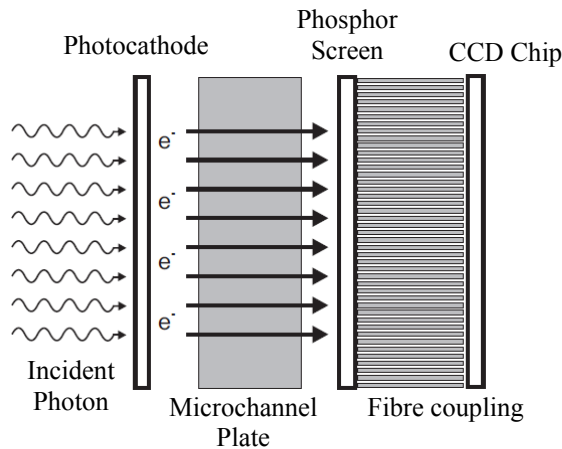 Photocathode
Phosphor
Screen
CCD Chip
e-
e-
e-
e-
Incident
Photon
Microchannel
Plate
Fibre coupling